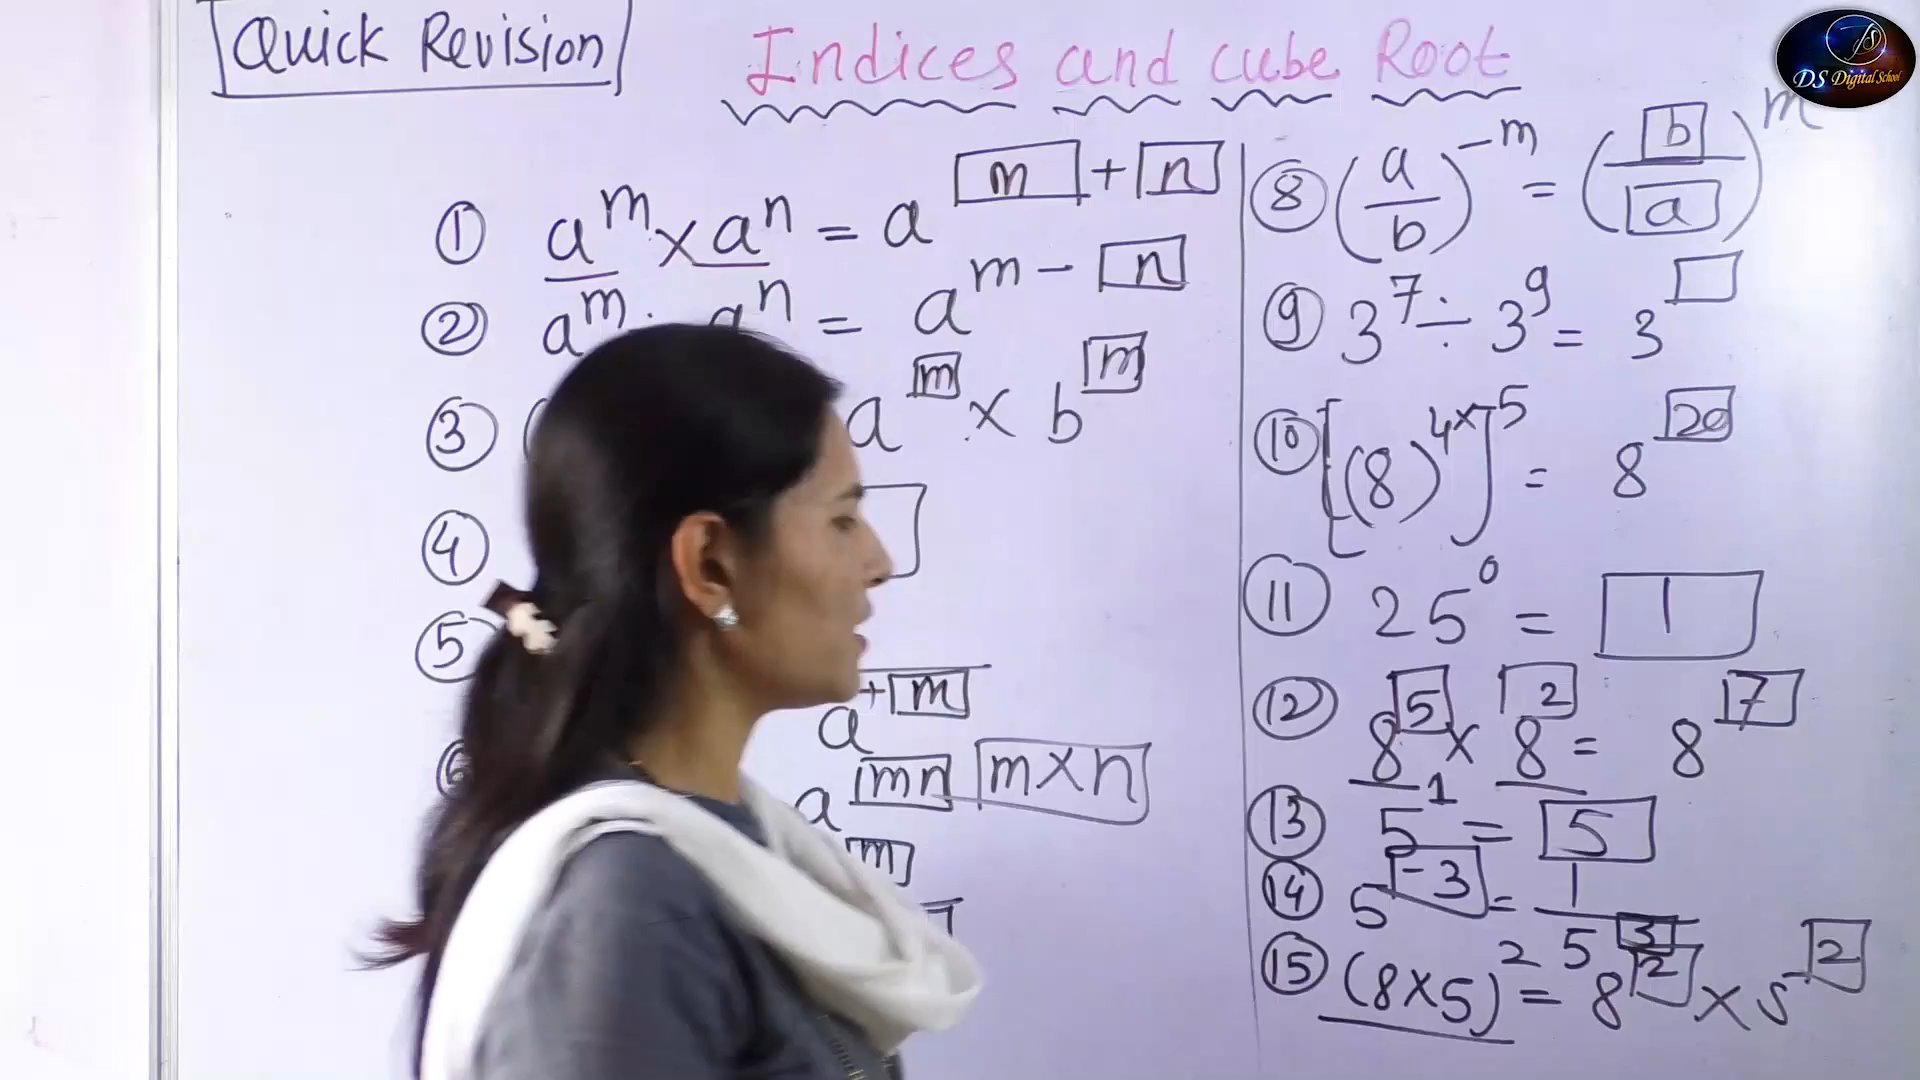 Quick Revision
Indices and cube Root
DS Digital School
① a^m × a^n = a^[m] + [n]
② a^m ÷ a^n = a^m - [n]
③ ( a^[m] × b^[m]
④
⑤
a^+[m]
a^[mn] [m×n]
[m]
⑧ (a/b)^-m = ([b]/[a])^m
⑨ 3^7 ÷ 3^9 = 3^[ ]
⑩ [(8)^4×]^5 = 8^[20]
⑪ 25^0 = [1]
⑫ 8^[5] × 8^[2] = 8^[7]
⑬ 5^1 = [5]
⑭ 5^[-3] = 1/5^[3]
⑮ (8×5)^2 = 8^[2] × 5^[2]